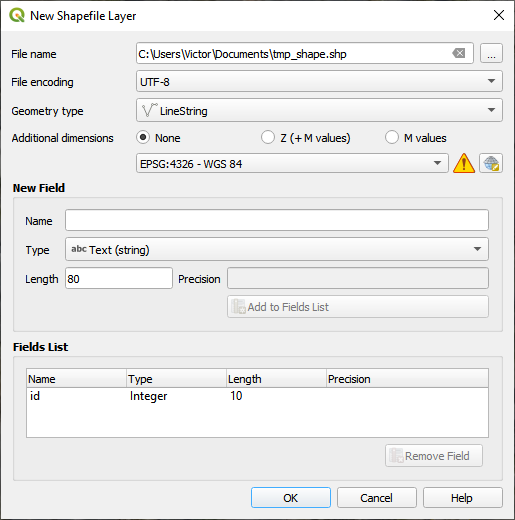 New Shapefile Layer
File name C:\Users\Victor\Documents\tmp_shape.shp ...
File encoding UTF-8
Geometry type LineString
Additional dimensions None Z (+ M values) M values
EPSG:4326 - WGS 84
New Field
Name
Type abc Text (string)
Length 80 Precision
Add to Fields List
Fields List
Name Type Length Precision
id Integer 10
Remove Field
OK Cancel Help